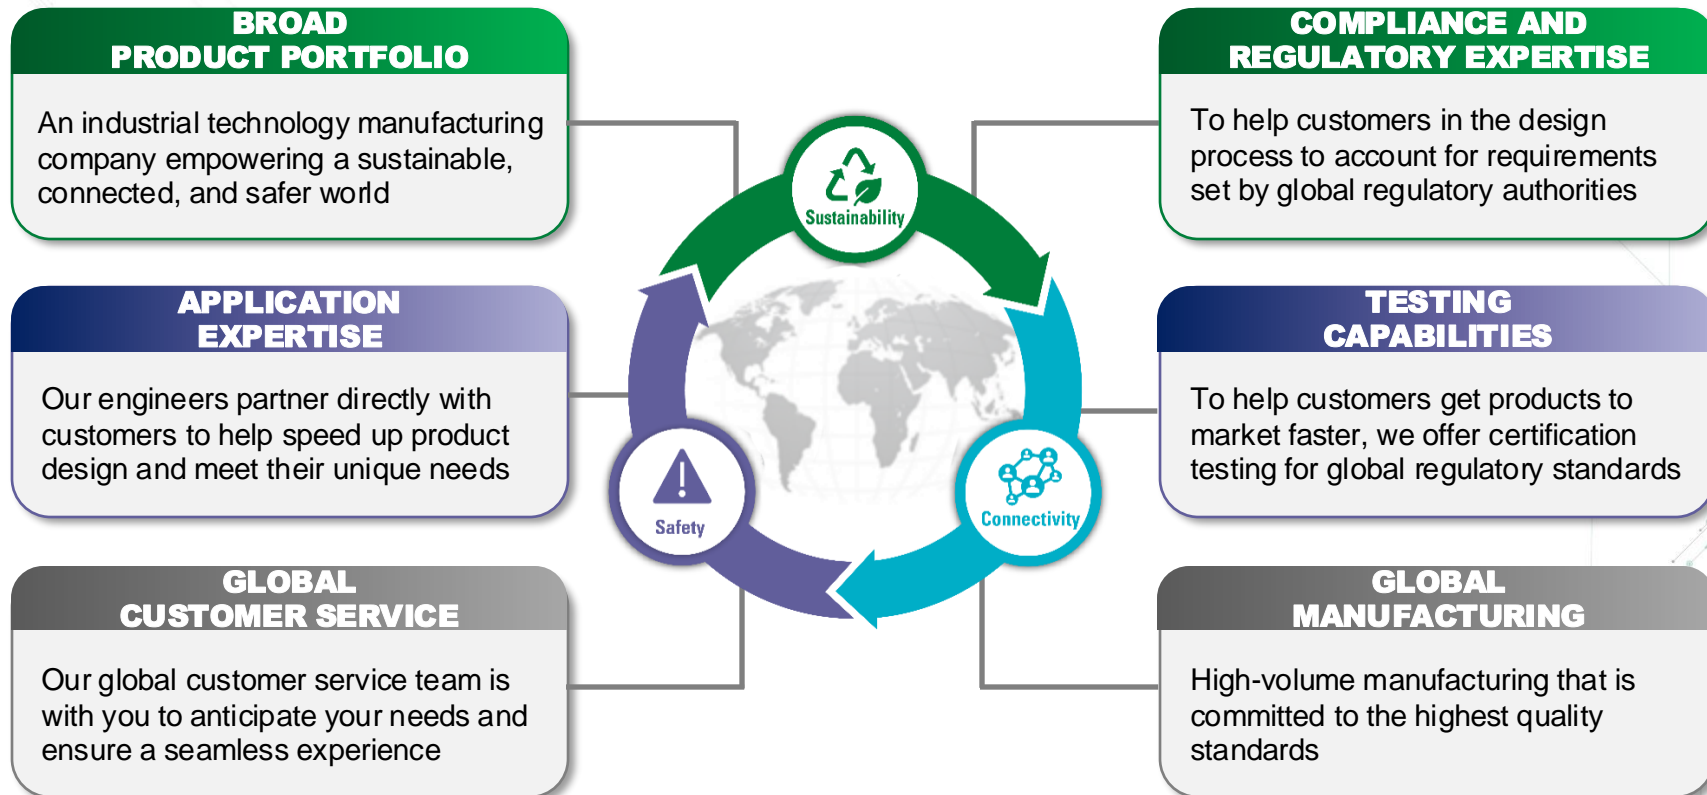 BROAD
PRODUCT PORTFOLIO
An industrial technology manufacturing
company empowering a sustainable,
connected, and safer world
APPLICATION
EXPERTISE
Our engineers partner directly with
customers to help speed up product
design and meet their unique needs
GLOBAL
CUSTOMER SERVICE
Our global customer service team is
with you to anticipate your needs and
ensure a seamless experience
Sustainability
Safety
Connectivity
COMPLIANCE AND
REGULATORY EXPERTISE
To help customers in the design
process to account for requirements
set by global regulatory authorities
TESTING
CAPABILITIES
To help customers get products to
market faster, we offer certification
testing for global regulatory standards
GLOBAL
MANUFACTURING
High-volume manufacturing that is
committed to the highest quality
standards